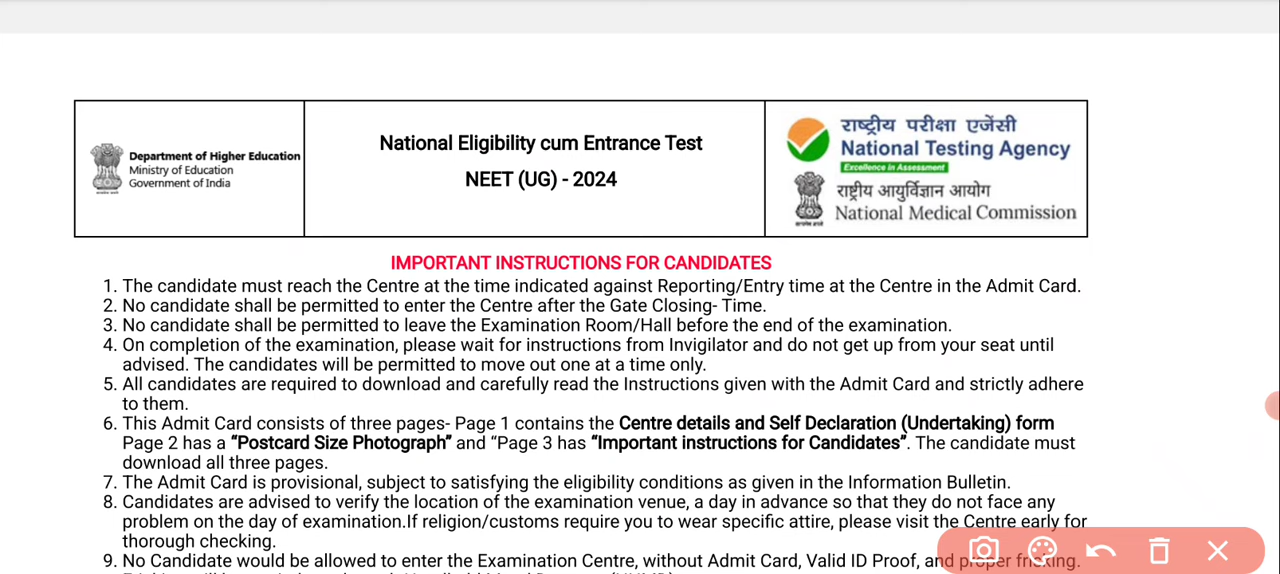 Department of Higher Education
Ministry of Education
Government of India
National Eligibility cum Entrance Test
NEET (UG) - 2024
राष्ट्रीय परीक्षा एजेंसी
National Testing Agency
Excellence in Assessment
राष्ट्रीय आयुर्विज्ञान आयोग
National Medical Commission
IMPORTANT INSTRUCTIONS FOR CANDIDATES
1. The candidate must reach the Centre at the time indicated against Reporting/Entry time at the Centre in the Admit Card.
2. No candidate shall be permitted to enter the Centre after the Gate Closing- Time.
3. No candidate shall be permitted to leave the Examination Room/Hall before the end of the examination.
4. On completion of the examination, please wait for instructions from Invigilator and do not get up from your seat until
advised. The candidates will be permitted to move out one at a time only.
5. All candidates are required to download and carefully read the Instructions given with the Admit Card and strictly adhere
to them.
6. This Admit Card consists of three pages- Page 1 contains the Centre details and Self Declaration (Undertaking) form
Page 2 has a “Postcard Size Photograph” and “Page 3 has “Important instructions for Candidates”. The candidate must
download all three pages.
7. The Admit Card is provisional, subject to satisfying the eligibility conditions as given in the Information Bulletin.
8. Candidates are advised to verify the location of the examination venue, a day in advance so that they do not face any
problem on the day of examination.If religion/customs require you to wear specific attire, please visit the Centre early for
thorough checking.
9. No Candidate would be allowed to enter the Examination Centre, without Admit Card, Valid ID Proof, and proper frisking.